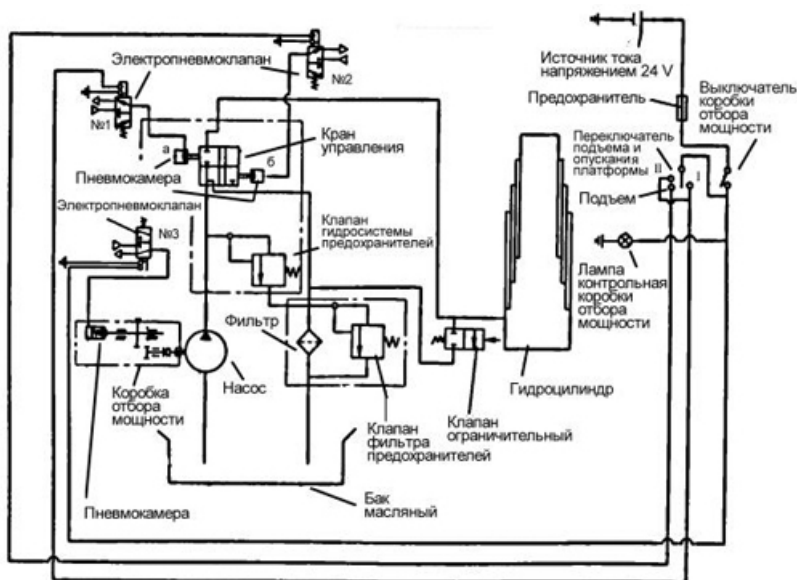 Электропневмоклапан
№2
№1
Источник тока
напряжением 24 V
Предохранитель
Выключатель
коробки
отбора
мощности
Кран
управления
а
б
Пневмокамера
Переключатель
подъема и
опускания
платформы
II
I
Подъем
Электропневмоклапан
№3
Клапан
гидросистемы
предохранителей
Лампа
контрольная
коробки
отбора
мощности
Фильтр
Коробка
отбора
мощности
Насос
Клапан
фильтра
предохранителей
Клапан
ограничительный
Гидроцилиндр
Пневмокамера
Бак
масляный